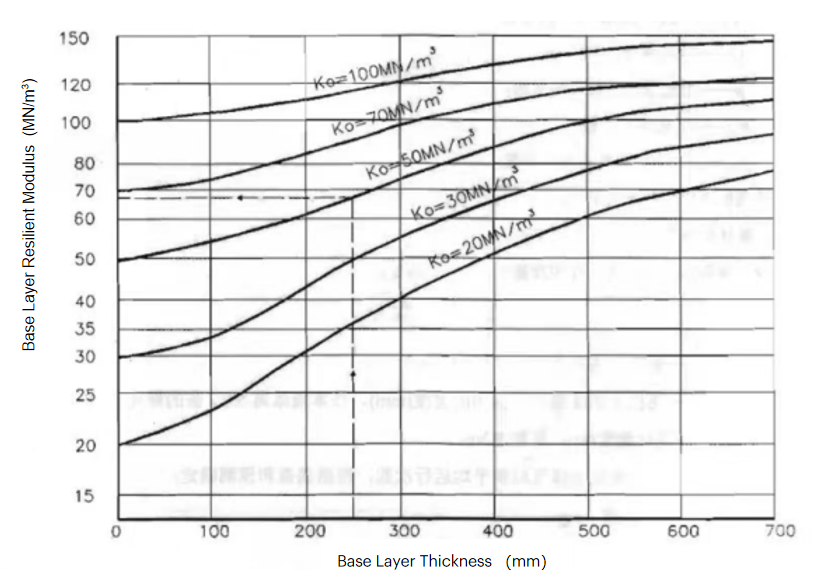 Base Layer Resilient Modulus (MN/m³)
150
120
100
80
70
60
50
40
35
30
25
20
15
Ko=100MN/m³
Ko=70MN/m³
Ko=50MN/m³
Ko=30MN/m³
Ko=20MN/m³
0 100 200 300 400 500 600 700
Base Layer Thickness (mm)